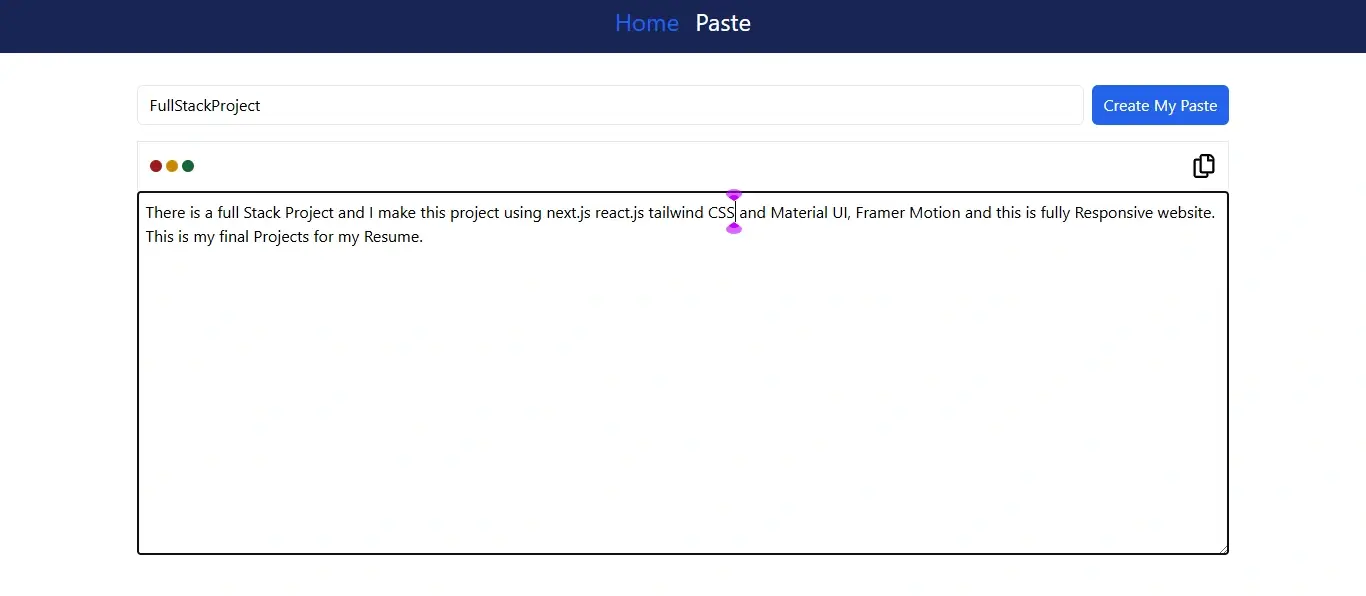 Home Paste
FullStackProject
Create My Paste
There is a full Stack Project and I make this project using next.js react.js tailwind CSS and Material UI, Framer Motion and this is fully Responsive website.
This is my final Projects for my Resume.